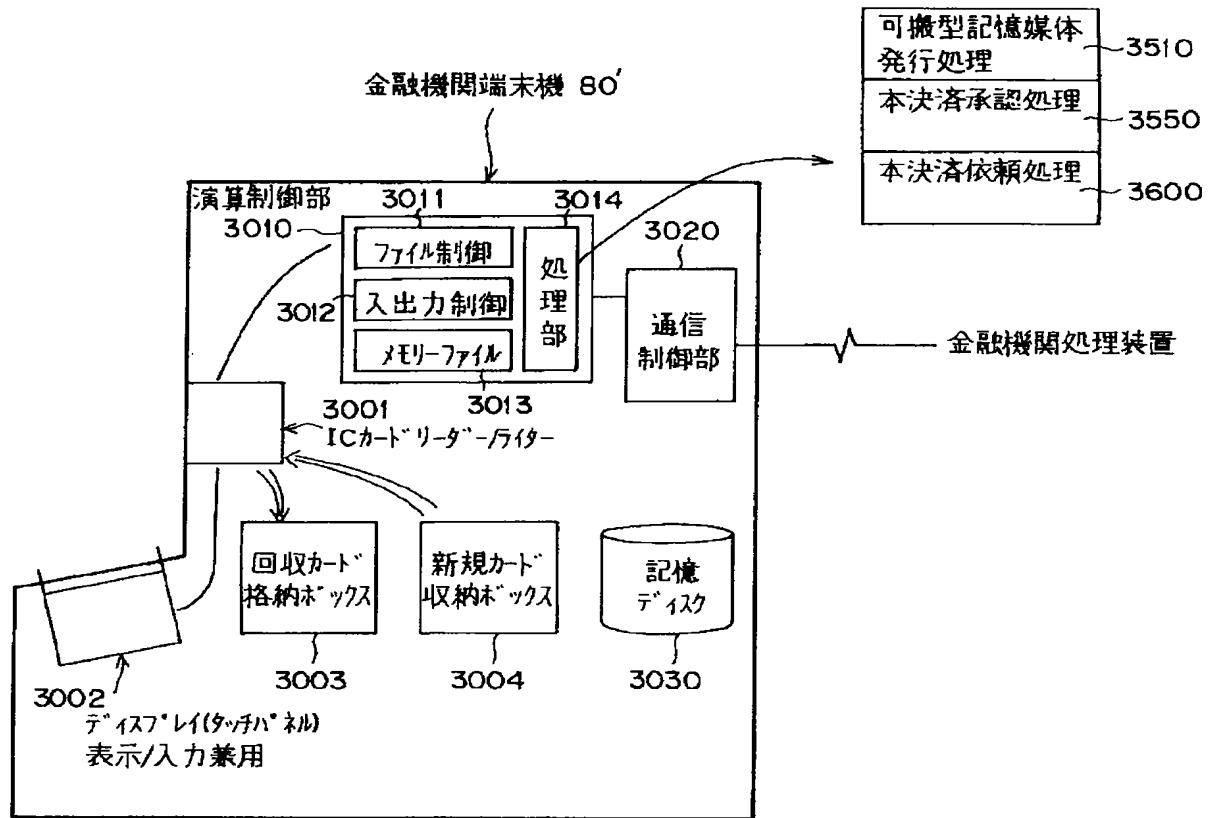 可搬型記憶媒体
発行処理
3510
本決済承認処理
3550
本決済依頼処理
3600
金融機関端末機 80′
演算制御部
3010
3011
ファイル制御
3012
入出力制御
メモリーファイル
3013
3014
処理部
3020
通信
制御部
金融機関処理装置
3001
ICカードリーダー/ライター
回収カード
格納ボックス
3003
新規カード
収納ボックス
3004
記憶
ディスク
3030
3002
ディスプレイ(タッチパネル)
表示/入力兼用